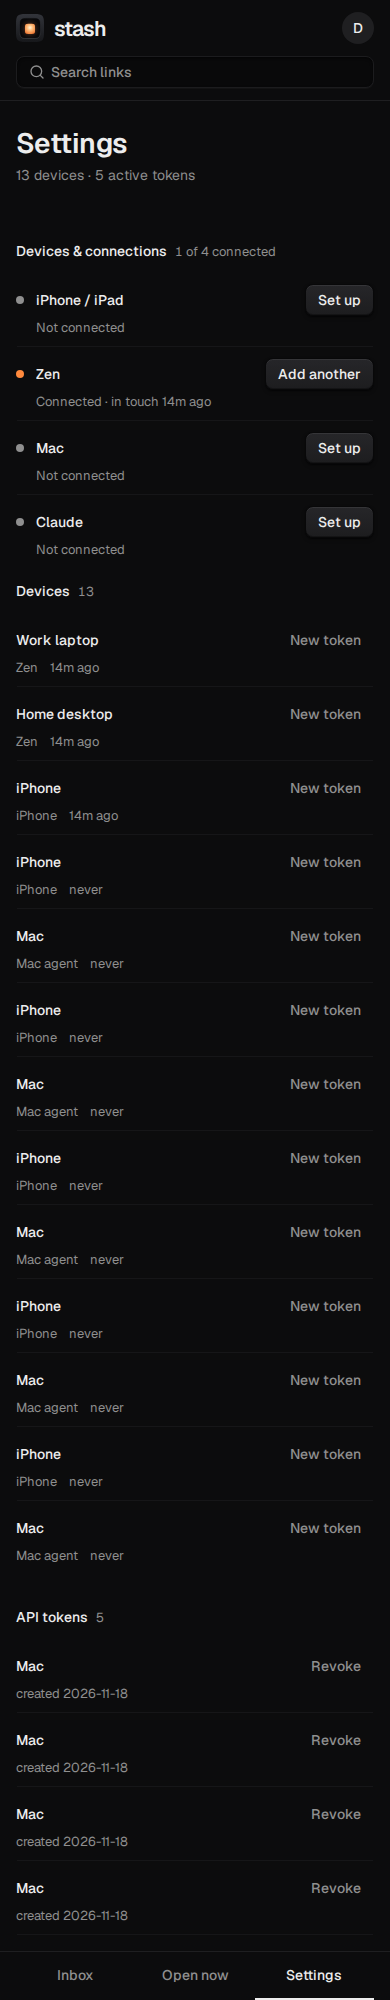 stash
D
Search links
Settings
13 devices · 5 active tokens
Devices & connections 1 of 4 connected
iPhone / iPad Set up
Not connected
Zen Add another
Connected · in touch 14m ago
Mac Set up
Not connected
Claude Set up
Not connected
Devices 13
Work laptop New token
Zen 14m ago
Home desktop New token
Zen 14m ago
iPhone New token
iPhone 14m ago
iPhone New token
iPhone never
Mac New token
Mac agent never
iPhone New token
iPhone never
Mac New token
Mac agent never
iPhone New token
iPhone never
Mac New token
Mac agent never
iPhone New token
iPhone never
Mac New token
Mac agent never
iPhone New token
iPhone never
Mac New token
Mac agent never
API tokens 5
Mac Revoke
created 2026-11-18
Mac Revoke
created 2026-11-18
Mac Revoke
created 2026-11-18
Mac Revoke
created 2026-11-18
Inbox Open now Settings